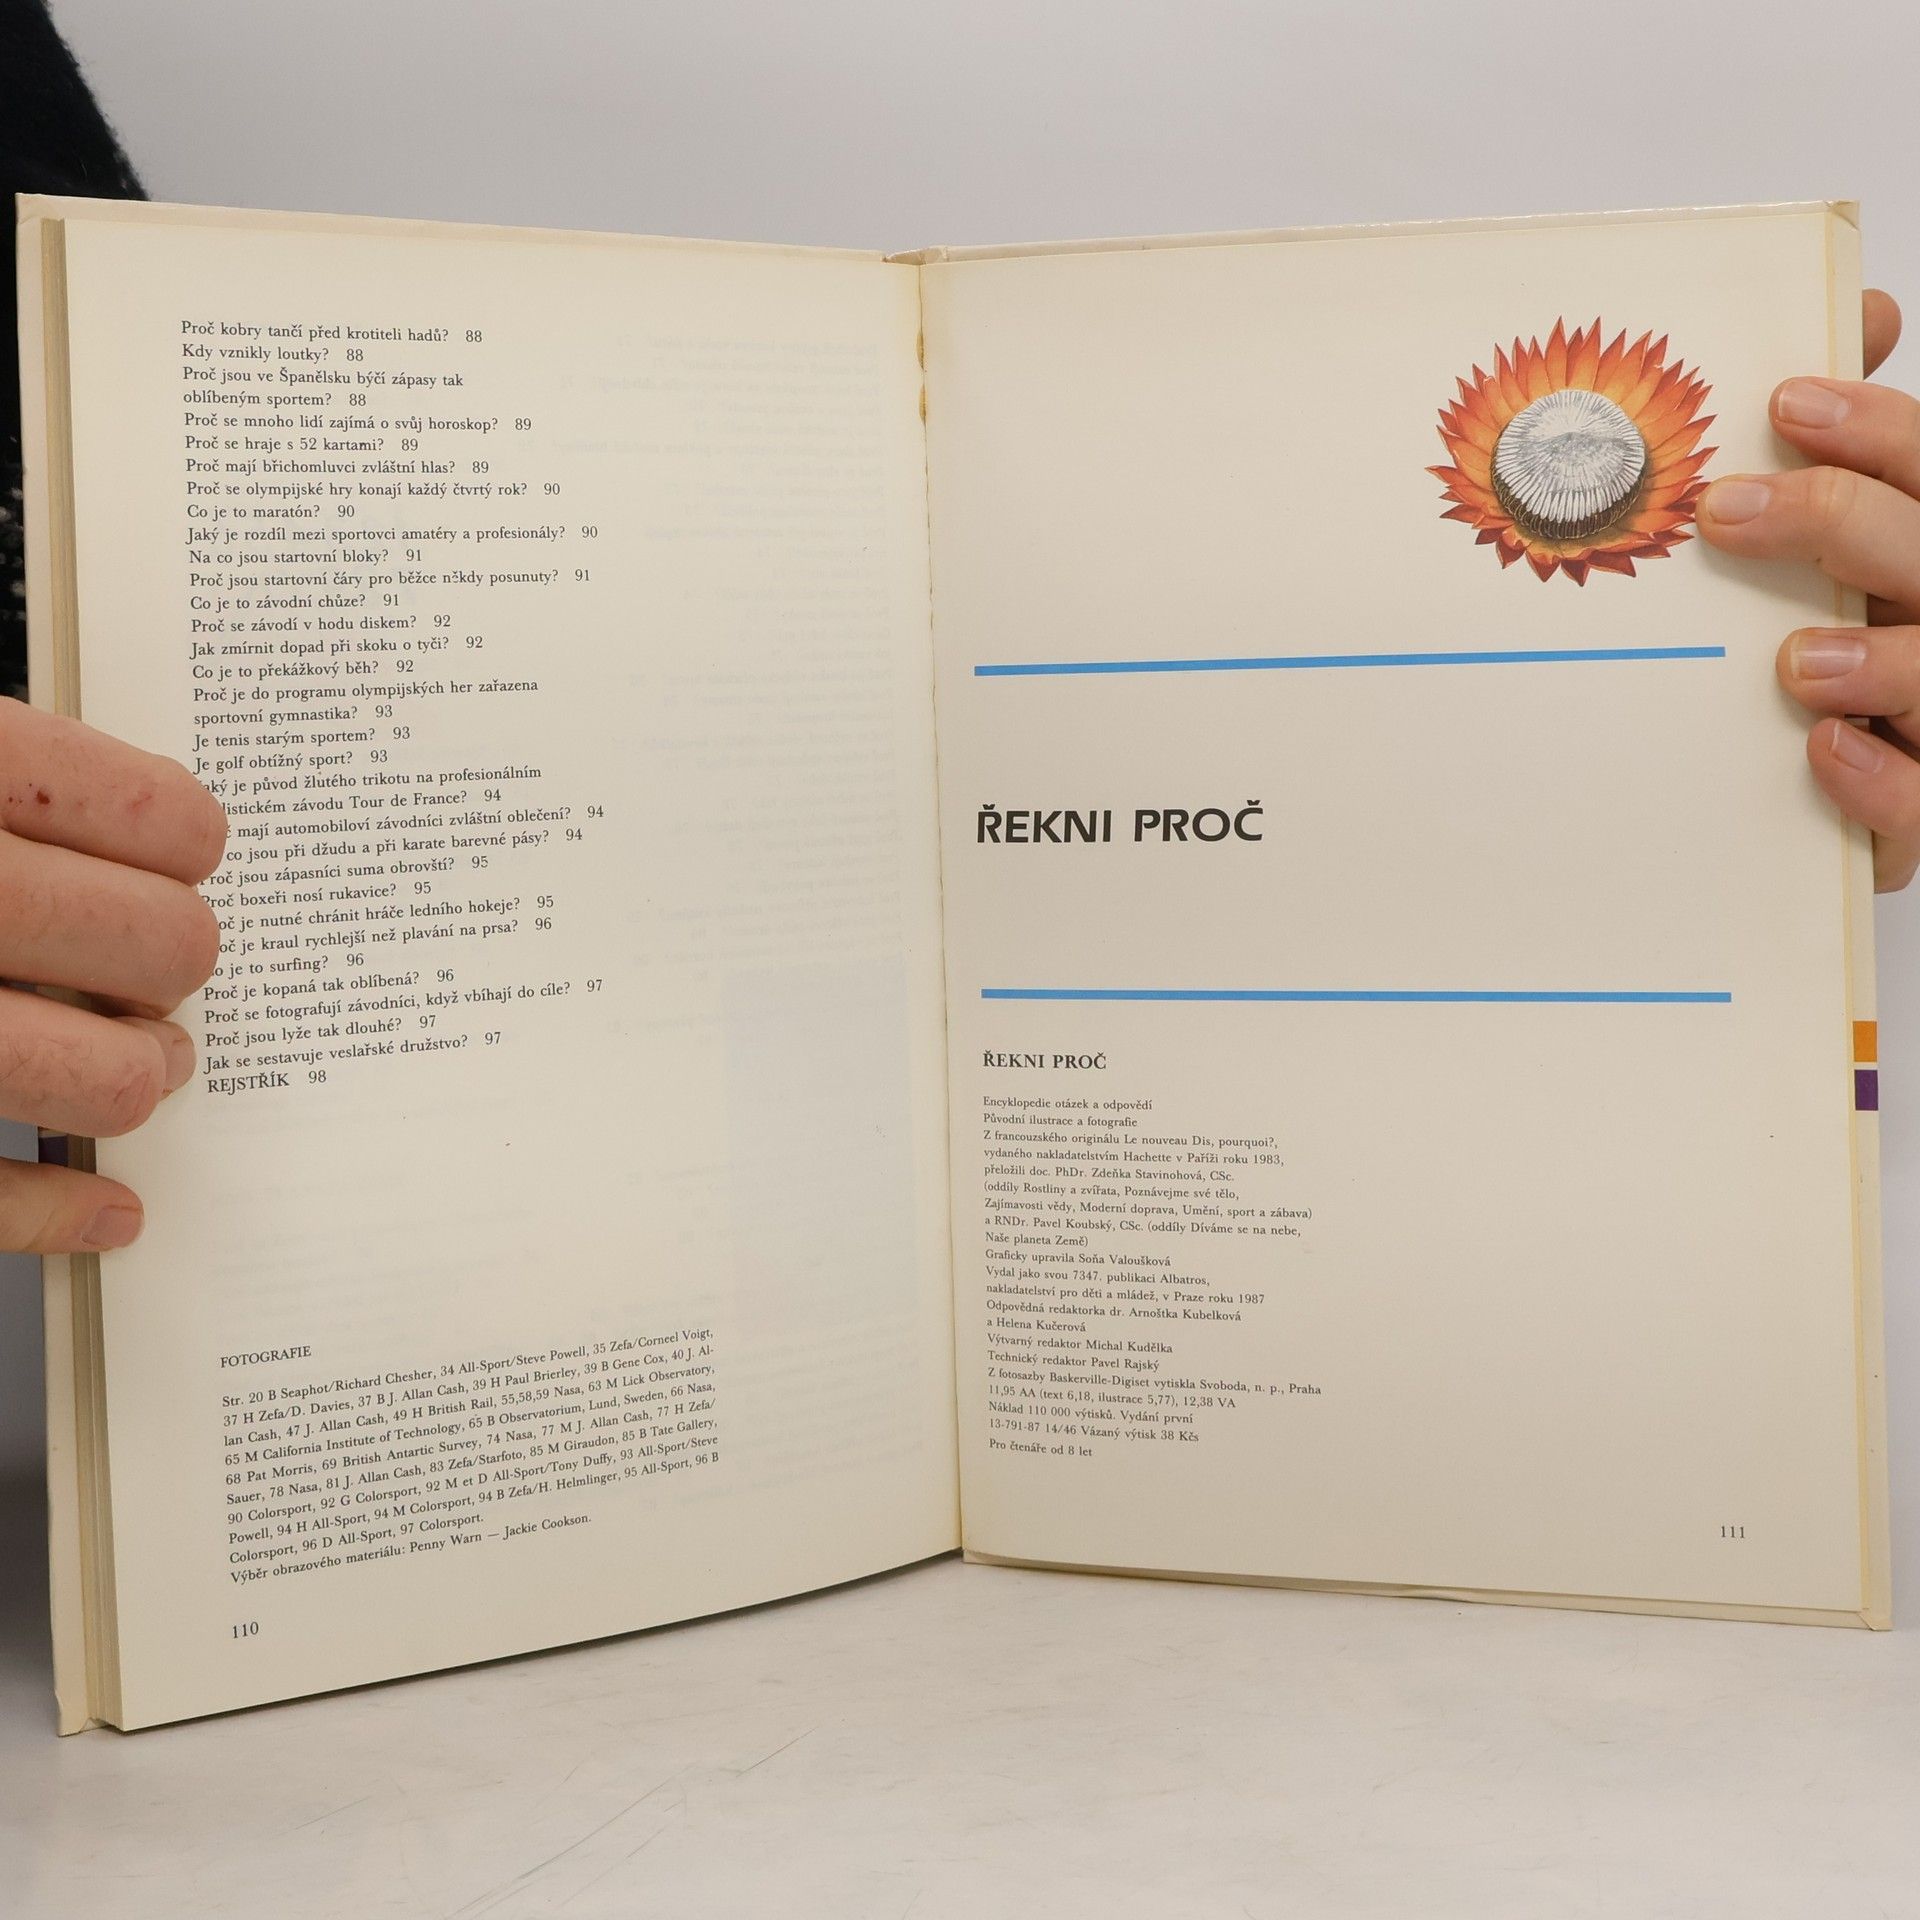 Proč kobry tančí před krotiteli hadů? 88
Kdy vznikly loutky? 88
Proč jsou ve Španělsku býčí zápasy tak
oblíbeným sportem? 88
Proč se mnoho lidí zajímá o svůj horoskop? 89
Proč se hraje s 52 kartami? 89
Proč mají břichomluvci zvláštní hlas? 89
Proč se olympijské hry konají každý čtvrtý rok? 90
Co je to maratón? 90
Jaký je rozdíl mezi sportovci amatéry a profesionály? 90
Na co jsou startovní bloky? 91
Proč jsou startovní čáry pro běžce někdy posunuty? 91
Co je to závodní chůze? 91
Proč se závodí v hodu diskem? 92
Jak zmírnit dopad při skoku o tyči? 92
Co je to překážkový běh? 92
Proč je do programu olympijských her zařazena
sportovní gymnastika? 93
Je tenis starým sportem? 93
Je golf obtížný sport? 93
aký je původ žlutého trikotu na profesionálním
listickém závodu Tour de France? 94
č mají automobiloví závodníci zvláštní oblečení? 94
co jsou při džudu a při karate barevné pásy? 94
roč jsou zápasníci suma obrovští? 95
Proč boxeři nosí rukavice? 95
oč je nutné chránit hráče ledního hokeje? 95
oč je kraul rychlejší než plavání na prsa? 96
o je to surfing? 96
Proč je kopaná tak oblíbená? 96
Proč se fotografují závodníci, když vbíhají do cíle? 97
Proč jsou lyže tak dlouhé? 97
Jak se sestavuje veslařské družstvo? 97
REJSTŘÍK 98
FOTOGRAFIE
Str. 20 B Seaphot/Richard Chesher, 34 All-Sport/Steve Powell, 35 Zefa/Corneel Voigt,
37 H Zefa/D. Davies, 37 B J. Allan Cash, 39 H Paul Brierley, 39 B Gene Cox, 40 J. Al-
lan Cash, 47 J. Allan Cash, 49 H British Rail, 55,58,59 Nasa, 63 M Lick Observatory,
65 M California Institute of Technology, 65 B Observatorium, Lund, Sweden, 66 Nasa,
68 Pat Morris, 69 British Antartic Survey, 74 Nasa, 77 M J. Allan Cash, 77 H Zefa/
Sauer, 78 Nasa, 81 J. Allan Cash, 83 Zefa/Starfoto, 85 M Giraudon, 85 B Tate Gallery,
90 Colorsport, 92 G Colorsport, 92 M et D All-Sport/Tony Duffy, 93 All-Sport/Steve
Powell, 94 H All-Sport, 94 M Colorsport, 94 B Zefa/H. Helmlinger, 95 All-Sport, 96 B
Colorsport, 96 D All-Sport, 97 Colorsport.
Výběr obrazového materiálu: Penny Warn — Jackie Cookson.
110
ŘEKNI PROČ
ŘEKNI PROČ
Encyklopedie otázek a odpovědí
Původní ilustrace a fotografie
Z francouzského originálu Le nouveau Dis, pourquoi?,
vydaného nakladatelstvím Hachette v Paříži roku 1983,
přeložili doc. PhDr. Zdeňka Stavinohová, CSc.
(oddíly Rostliny a zvířata, Poznávejme své tělo,
Zajímavosti vědy, Moderní doprava, Umění, sport a zábava)
a RNDr. Pavel Koubský, CSc. (oddíly Díváme se na nebe,
Naše planeta Země)
Graficky upravila Soňa Valoušková
Vydal jako svou 7347. publikaci Albatros,
nakladatelství pro děti a mládež, v Praze roku 1987
Odpovědná redaktorka dr. Arnoštka Kubelková
a Helena Kučerová
Výtvarný redaktor Michal Kudělka
Technický redaktor Pavel Rajský
Z fotosazby Baskerville-Digiset vytiskla Svoboda, n. p., Praha
11,95 AA (text 6,18, ilustrace 5,77), 12,38 VA
Náklad 110 000 výtisků. Vydání první
13-791-87 14/46 Vázaný výtisk 38 Kčs
Pro čtenáře od 8 let
111